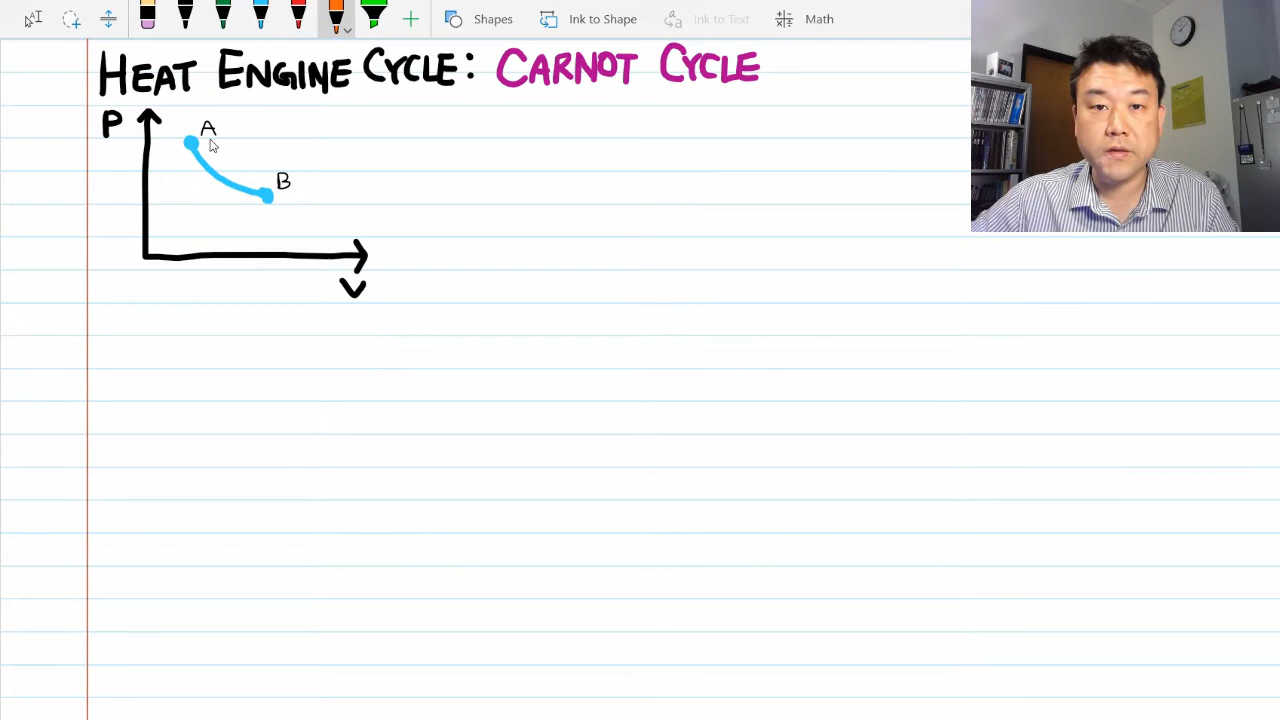 Shapes Ink to Shape Ink to Text Math
HEAT ENGINE CYCLE: CARNOT CYCLE
P
A
B
V